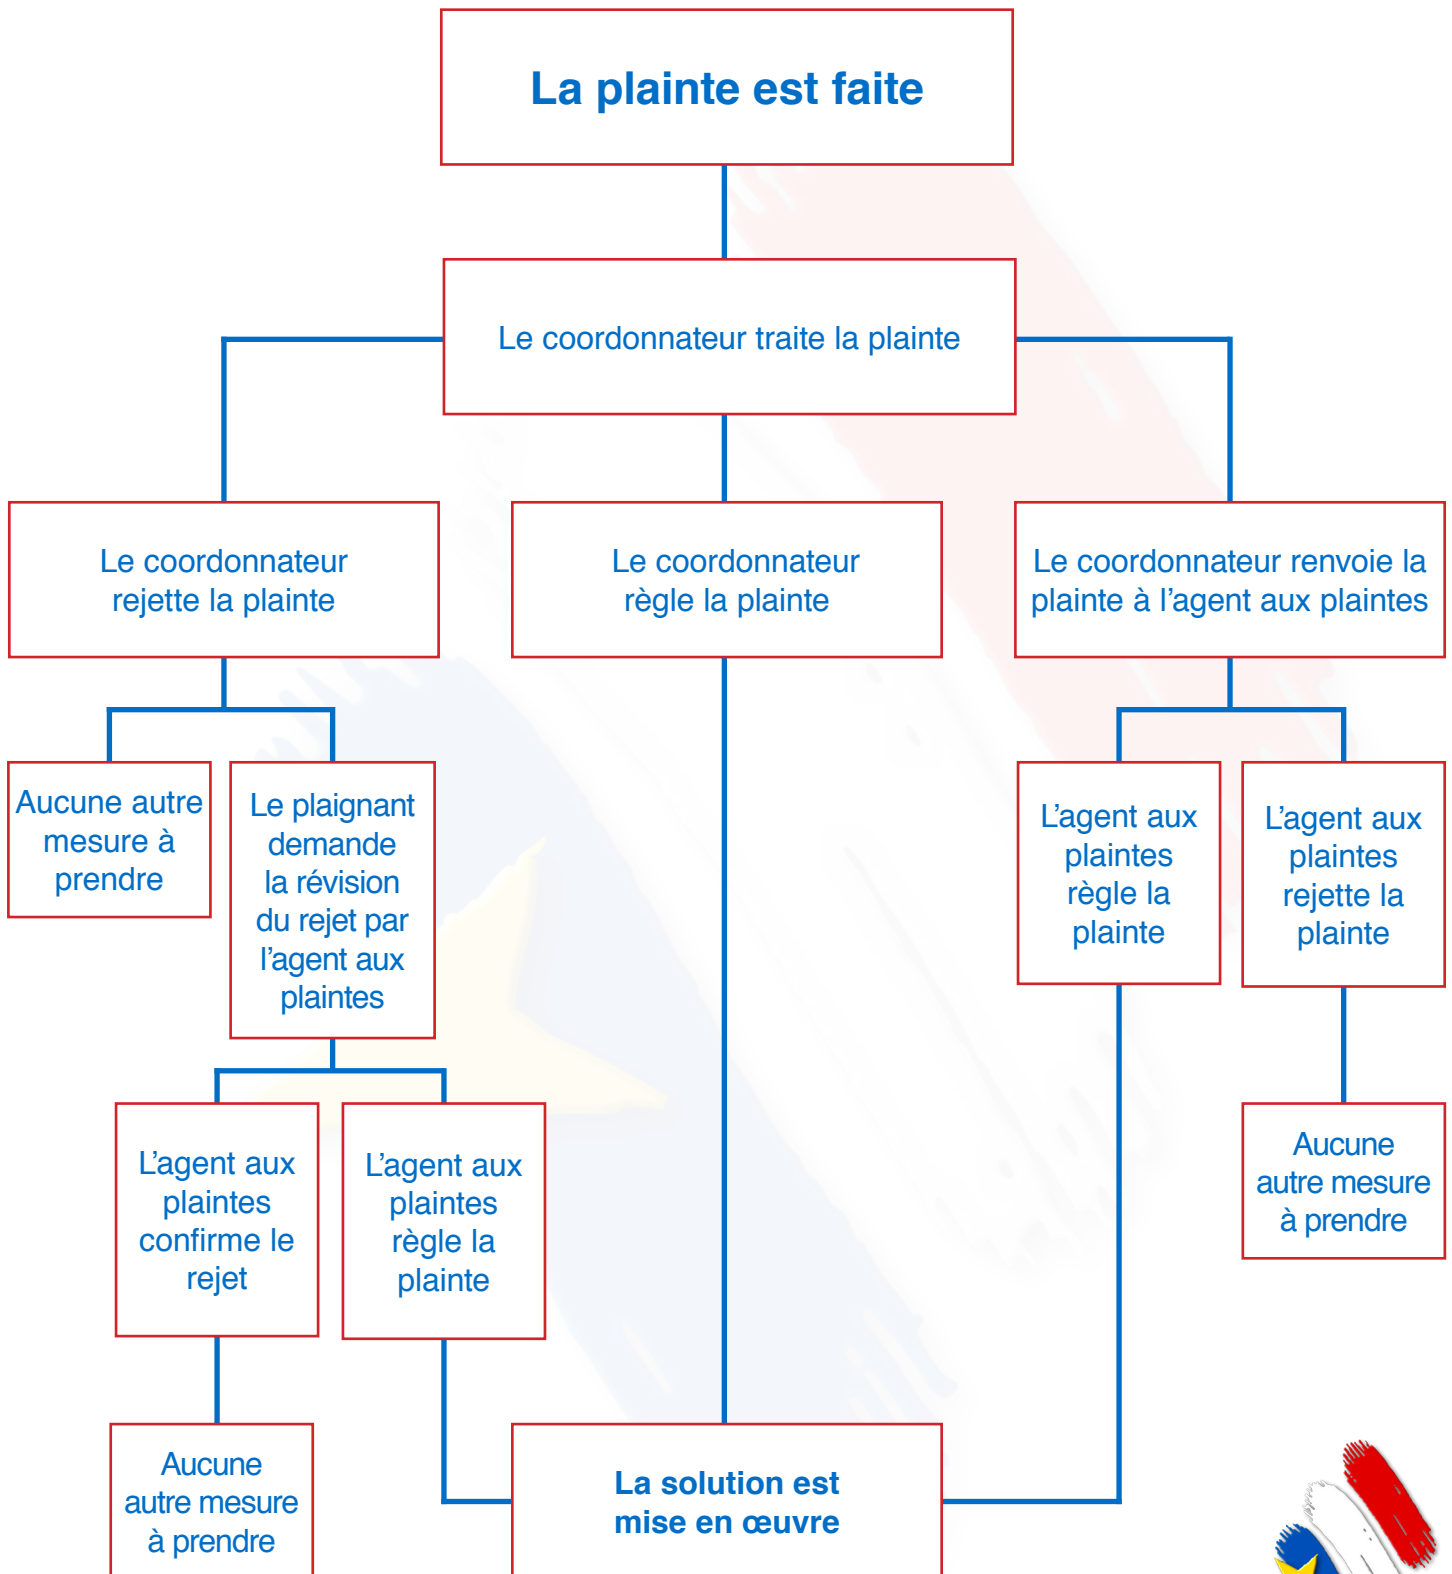 La plainte est faite
Le coordonnateur traite la plainte
Le coordonnateur
rejette la plainte
Le coordonnateur
règle la plainte
Le coordonnateur renvoie la
plainte à l’agent aux plaintes
Aucune autre
mesure à
prendre
Le plaignant
demande
la révision
du rejet par
l’agent aux
plaintes
L’agent aux
plaintes
règle la
plainte
L’agent aux
plaintes
rejette la
plainte
L’agent aux
plaintes
confirme le
rejet
L’agent aux
plaintes
règle la
plainte
Aucune
autre mesure
à prendre
Aucune
autre mesure
à prendre
La solution est
mise en œuvre